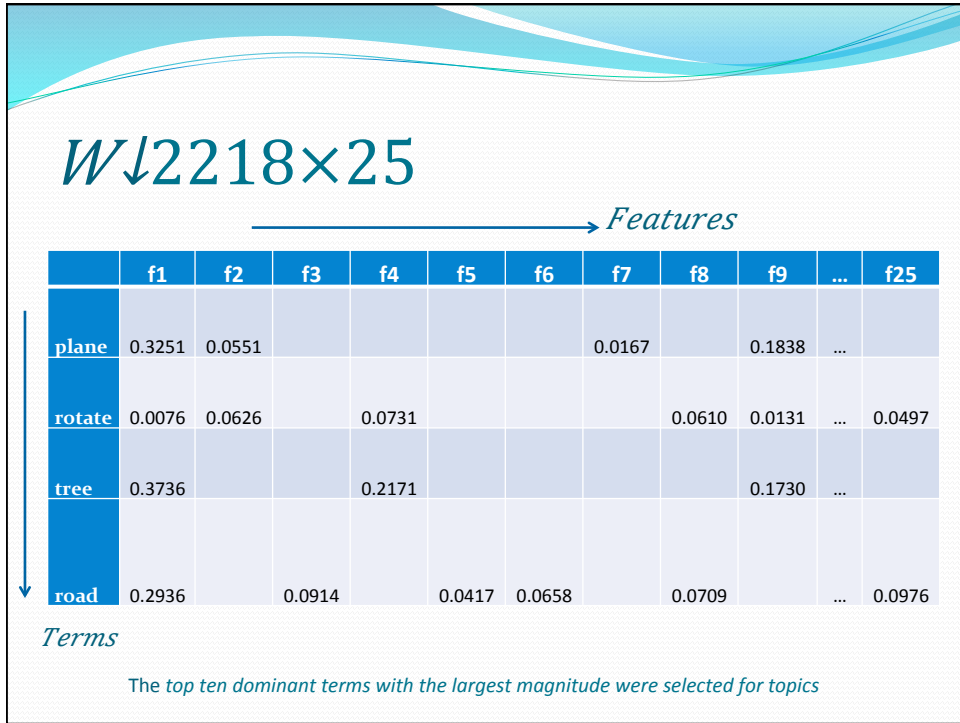 W↓2218×25
Features
f1 f2 f3 f4 f5 f6 f7 f8 f9 ... f25
plane 0.3251 0.0551 0.0167 0.1838 ...
rotate 0.0076 0.0626 0.0731 0.0610 0.0131 ... 0.0497
tree 0.3736 0.2171 0.1730 ...
road 0.2936 0.0914 0.0417 0.0658 0.0709 ... 0.0976
Terms
The top ten dominant terms with the largest magnitude were selected for topics